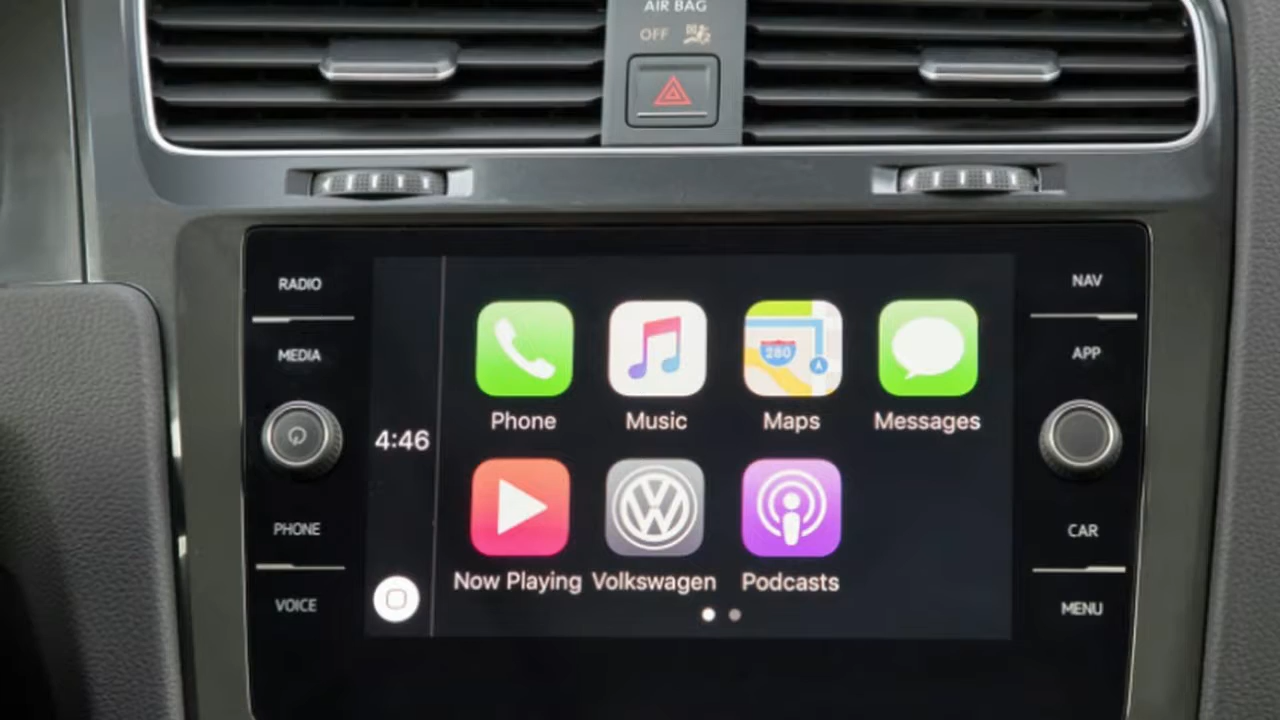 AIR BAG
OFF
RADIO
MEDIA
PHONE
VOICE
4:46
Phone
Music
280
Maps
Messages
Now Playing
Volkswagen
Podcasts
NAV
APP
CAR
MENU